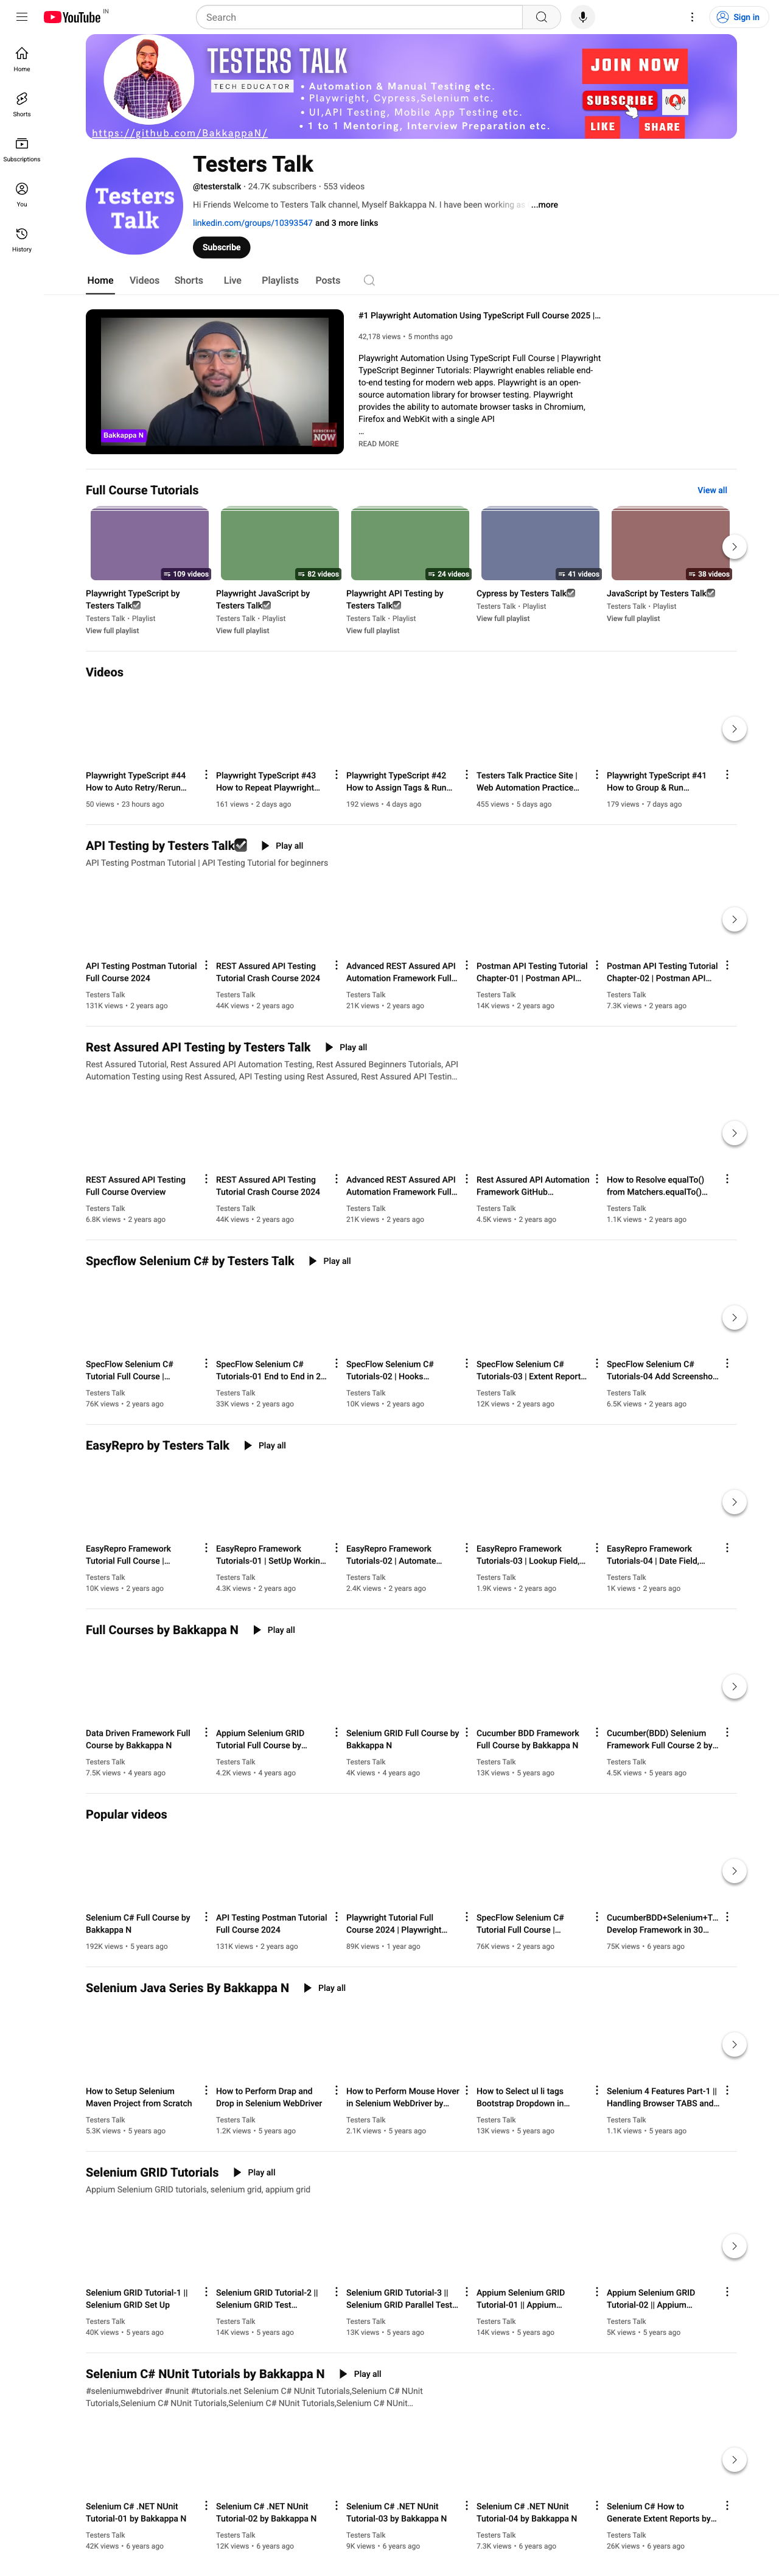 YouTube IN
Search
Sign in
Home
Shorts
Subscriptions
You
History
TESTERS TALK
TECH EDUCATOR
• Automation & Manual Testing etc.
• Playwright, Cypress,Selenium etc.
• UI,API Testing, Mobile App Testing etc.
• 1 to 1 Mentoring, Interview Preparation etc.
https://github.com/BakkappaN/
JOIN NOW
SUBSCRIBE
LIKE
SHARE
Testers
Talk
Testers Talk
@testerstalk · 24.7K subscribers · 553 videos
Hi Friends Welcome to Testers Talk channel, Myself Bakkappa N. I have been working as ...more
linkedin.com/groups/10393547 and 3 more links
Subscribe
Home Videos Shorts Live Playlists Posts
Bakkappa N
SUBSCRIBE
NOW
#1 Playwright Automation Using TypeScript Full Course 2025 |...
42,178 views • 5 months ago
Playwright Automation Using TypeScript Full Course | Playwright
TypeScript Beginner Tutorials: Playwright enables reliable end-
to-end testing for modern web apps. Playwright is an open-
source automation library for browser testing. Playwright
provides the ability to automate browser tasks in Chromium,
Firefox and WebKit with a single API
...
READ MORE
Full Course Tutorials View all
109 videos 82 videos 24 videos 41 videos 38 videos
Playwright TypeScript by Playwright JavaScript by Playwright API Testing by Cypress by Testers Talk☑ JavaScript by Testers Talk☑
Testers Talk☑ Testers Talk☑ Testers Talk☑ Testers Talk • Playlist Testers Talk • Playlist
Testers Talk • Playlist Testers Talk • Playlist Testers Talk • Playlist View full playlist View full playlist
View full playlist View full playlist View full playlist
Videos
Playwright TypeScript #44 Playwright TypeScript #43 Playwright TypeScript #42 Testers Talk Practice Site | Playwright TypeScript #41
How to Auto Retry/Rerun... How to Repeat Playwright... How to Assign Tags & Run... Web Automation Practice... How to Group & Run...
50 views • 23 hours ago 161 views • 2 days ago 192 views • 4 days ago 455 views • 5 days ago 179 views • 7 days ago
API Testing by Testers Talk☑ Play all
API Testing Postman Tutorial | API Testing Tutorial for beginners
API Testing Postman Tutorial REST Assured API Testing Advanced REST Assured API Postman API Testing Tutorial Postman API Testing Tutorial
Full Course 2024 Tutorial Crash Course 2024 Automation Framework Full... Chapter-01 | Postman API... Chapter-02 | Postman API...
Testers Talk Testers Talk Testers Talk Testers Talk Testers Talk
131K views • 2 years ago 44K views • 2 years ago 21K views • 2 years ago 14K views • 2 years ago 7.3K views • 2 years ago
Rest Assured API Testing by Testers Talk Play all
Rest Assured Tutorial, Rest Assured API Automation Testing, Rest Assured Beginners Tutorials, API
Automation Testing using Rest Assured, API Testing using Rest Assured, Rest Assured API Testin...
REST Assured API Testing REST Assured API Testing Advanced REST Assured API Rest Assured API Automation How to Resolve equalTo()
Full Course Overview Tutorial Crash Course 2024 Automation Framework Full... Framework GitHub... from Matchers.equalTo()...
Testers Talk Testers Talk Testers Talk Testers Talk Testers Talk
6.8K views • 2 years ago 44K views • 2 years ago 21K views • 2 years ago 4.5K views • 2 years ago 1.1K views • 2 years ago
Specflow Selenium C# by Testers Talk Play all
SpecFlow Selenium C# SpecFlow Selenium C# SpecFlow Selenium C# SpecFlow Selenium C# SpecFlow Selenium C#
Tutorial Full Course |... Tutorials-01 End to End in 2... Tutorials-02 | Hooks... Tutorials-03 | Extent Report... Tutorials-04 Add Screensho...
Testers Talk Testers Talk Testers Talk Testers Talk Testers Talk
76K views • 2 years ago 33K views • 2 years ago 10K views • 2 years ago 12K views • 2 years ago 6.5K views • 2 years ago
EasyRepro by Testers Talk Play all
EasyRepro Framework EasyRepro Framework EasyRepro Framework EasyRepro Framework EasyRepro Framework
Tutorial Full Course |... Tutorials-01 | SetUp Workin... Tutorials-02 | Automate... Tutorials-03 | Lookup Field,... Tutorials-04 | Date Field,...
Testers Talk Testers Talk Testers Talk Testers Talk Testers Talk
10K views • 2 years ago 4.3K views • 2 years ago 2.4K views • 2 years ago 1.9K views • 2 years ago 1K views • 2 years ago
Full Courses by Bakkappa N Play all
Data Driven Framework Full Appium Selenium GRID Selenium GRID Full Course by Cucumber BDD Framework Cucumber(BDD) Selenium
Course by Bakkappa N Tutorial Full Course by... Bakkappa N Full Course by Bakkappa N Framework Full Course 2 by...
Testers Talk Testers Talk Testers Talk Testers Talk Testers Talk
7.5K views • 4 years ago 4.2K views • 4 years ago 4K views • 4 years ago 13K views • 5 years ago 4.5K views • 5 years ago
Popular videos
Selenium C# Full Course by API Testing Postman Tutorial Playwright Tutorial Full SpecFlow Selenium C# CucumberBDD+Selenium+T...
Bakkappa N Full Course 2024 Course 2024 | Playwright... Tutorial Full Course |... Develop Framework in 30...
192K views • 5 years ago 131K views • 2 years ago 89K views • 1 year ago 76K views • 2 years ago 75K views • 6 years ago
Selenium Java Series By Bakkappa N Play all
How to Setup Selenium How to Perform Drap and How to Perform Mouse Hover How to Select ul li tags Selenium 4 Features Part-1 ||
Maven Project from Scratch Drop in Selenium WebDriver in Selenium WebDriver by... Bootstrap Dropdown in... Handling Browser TABS and...
Testers Talk Testers Talk Testers Talk Testers Talk Testers Talk
5.3K views • 5 years ago 1.2K views • 5 years ago 2.1K views • 5 years ago 13K views • 5 years ago 1.1K views • 5 years ago
Selenium GRID Tutorials Play all
Appium Selenium GRID tutorials, selenium grid, appium grid
Selenium GRID Tutorial-1 || Selenium GRID Tutorial-2 || Selenium GRID Tutorial-3 || Appium Selenium GRID Appium Selenium GRID
Selenium GRID Set Up Selenium GRID Test... Selenium GRID Parallel Test... Tutorial-01 || Appium... Tutorial-02 || Appium...
Testers Talk Testers Talk Testers Talk Testers Talk Testers Talk
40K views • 5 years ago 14K views • 5 years ago 13K views • 5 years ago 14K views • 5 years ago 5K views • 5 years ago
Selenium C# NUnit Tutorials by Bakkappa N Play all
#seleniumwebdriver #nunit #tutorials.net Selenium C# NUnit Tutorials,Selenium C# NUnit
Tutorials,Selenium C# NUnit Tutorials,Selenium C# NUnit Tutorials,Selenium C# NUnit...
Selenium C# .NET NUnit Selenium C# .NET NUnit Selenium C# .NET NUnit Selenium C# .NET NUnit Selenium C# How to
Tutorial-01 by Bakkappa N Tutorial-02 by Bakkappa N Tutorial-03 by Bakkappa N Tutorial-04 by Bakkappa N Generate Extent Reports by...
Testers Talk Testers Talk Testers Talk Testers Talk Testers Talk
42K views • 6 years ago 12K views • 6 years ago 9K views • 6 years ago 7.3K views • 6 years ago 26K views • 6 years ago